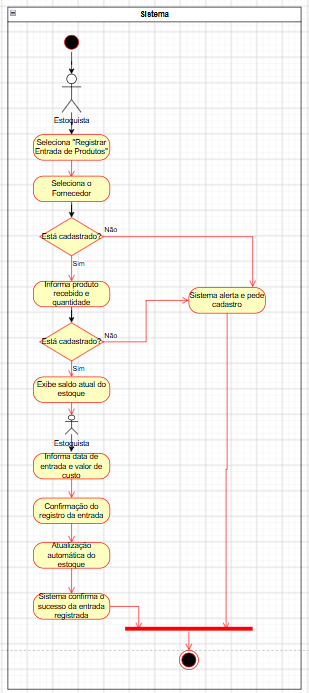 Sistema
Estoquista
Seleciona "Registrar
Entrada de Produtos"
Seleciona o
Fornecedor
Está cadastrado?
Não
Sim
Informa produto
recebido e
quantidade
Sistema alerta e pede
cadastro
Está cadastrado?
Não
Sim
Exibe saldo atual do
estoque
Estoquista
Informa data de
entrada e valor de
custo
Confirmação do
registro da entrada
Atualização
automática do
estoque
Sistema confirma o
sucesso da entrada
registrada